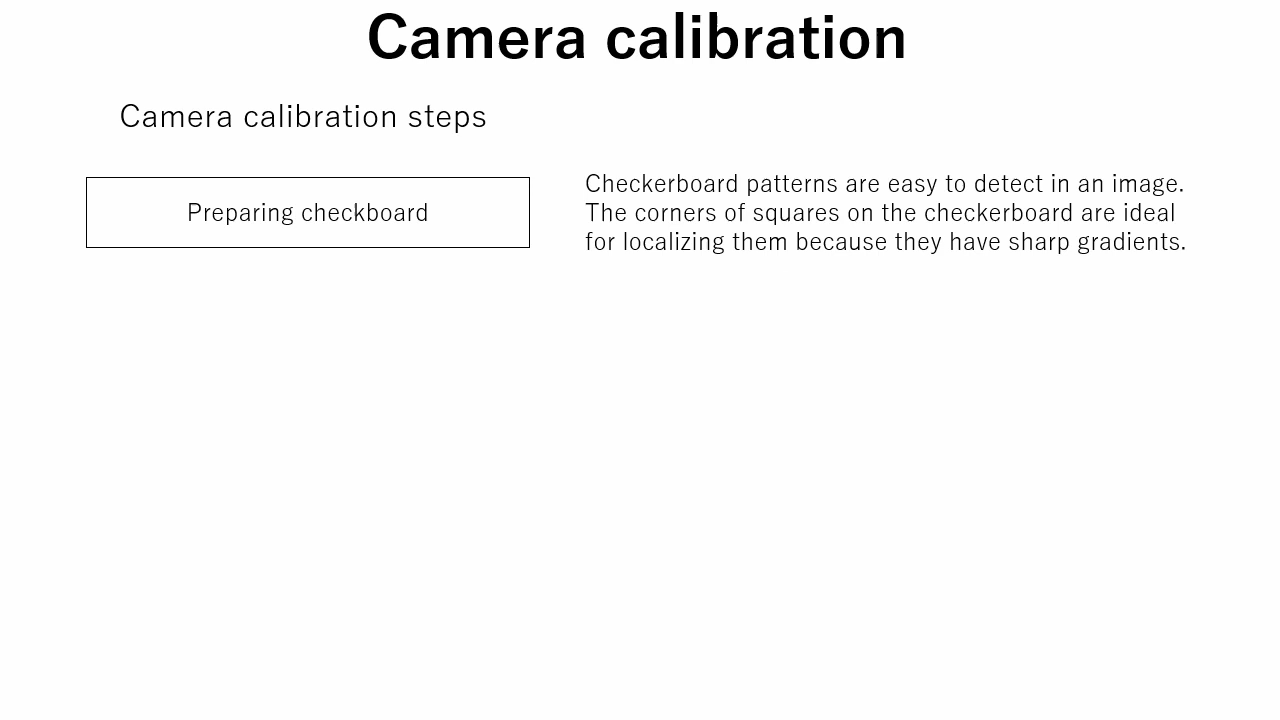 Camera calibration
Camera calibration steps
Preparing checkboard
Checkerboard patterns are easy to detect in an image.
The corners of squares on the checkerboard are ideal
for localizing them because they have sharp gradients.